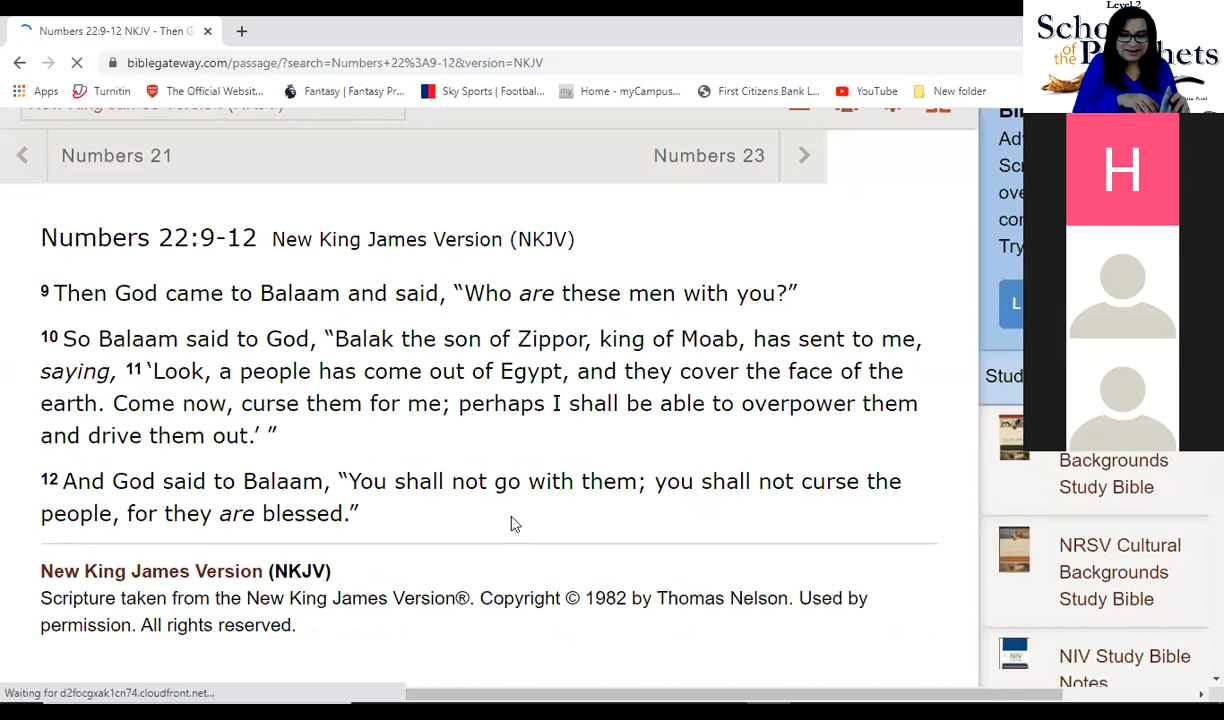 Level 2
Numbers 22:9-12 NKJV - Then G
Scho
of the
P
hets
biblegateway.com/passage/?search=Numbers+22%3A9-12&version=NKJV
Apps
Turnitin
The Official Websit...
Fantasy | Fantasy Pr...
Sky Sports | Footbal...
my
Home - myCampus...
First Citizens Bank L...
YouTube
New folder
H
Numbers 21
Numbers 23
Numbers 22:9-12 New King James Version (NKJV)
9 Then God came to Balaam and said, “Who are these men with you?”
10 So Balaam said to God, “Balak the son of Zippor, king of Moab, has sent to me,
saying, 11 ‘Look, a people has come out of Egypt, and they cover the face of the
earth. Come now, curse them for me; perhaps I shall be able to overpower them
and drive them out.’ ”
12 And God said to Balaam, “You shall not go with them; you shall not curse the
people, for they are blessed.”
New King James Version (NKJV)
Scripture taken from the New King James Version®. Copyright © 1982 by Thomas Nelson. Used by
permission. All rights reserved.
Backgrounds
Study Bible
NRSV Cultural
Backgrounds
Study Bible
NIV
NIV Study Bible
Notes
Waiting for d2focgxak1cn74.cloudfront.net...